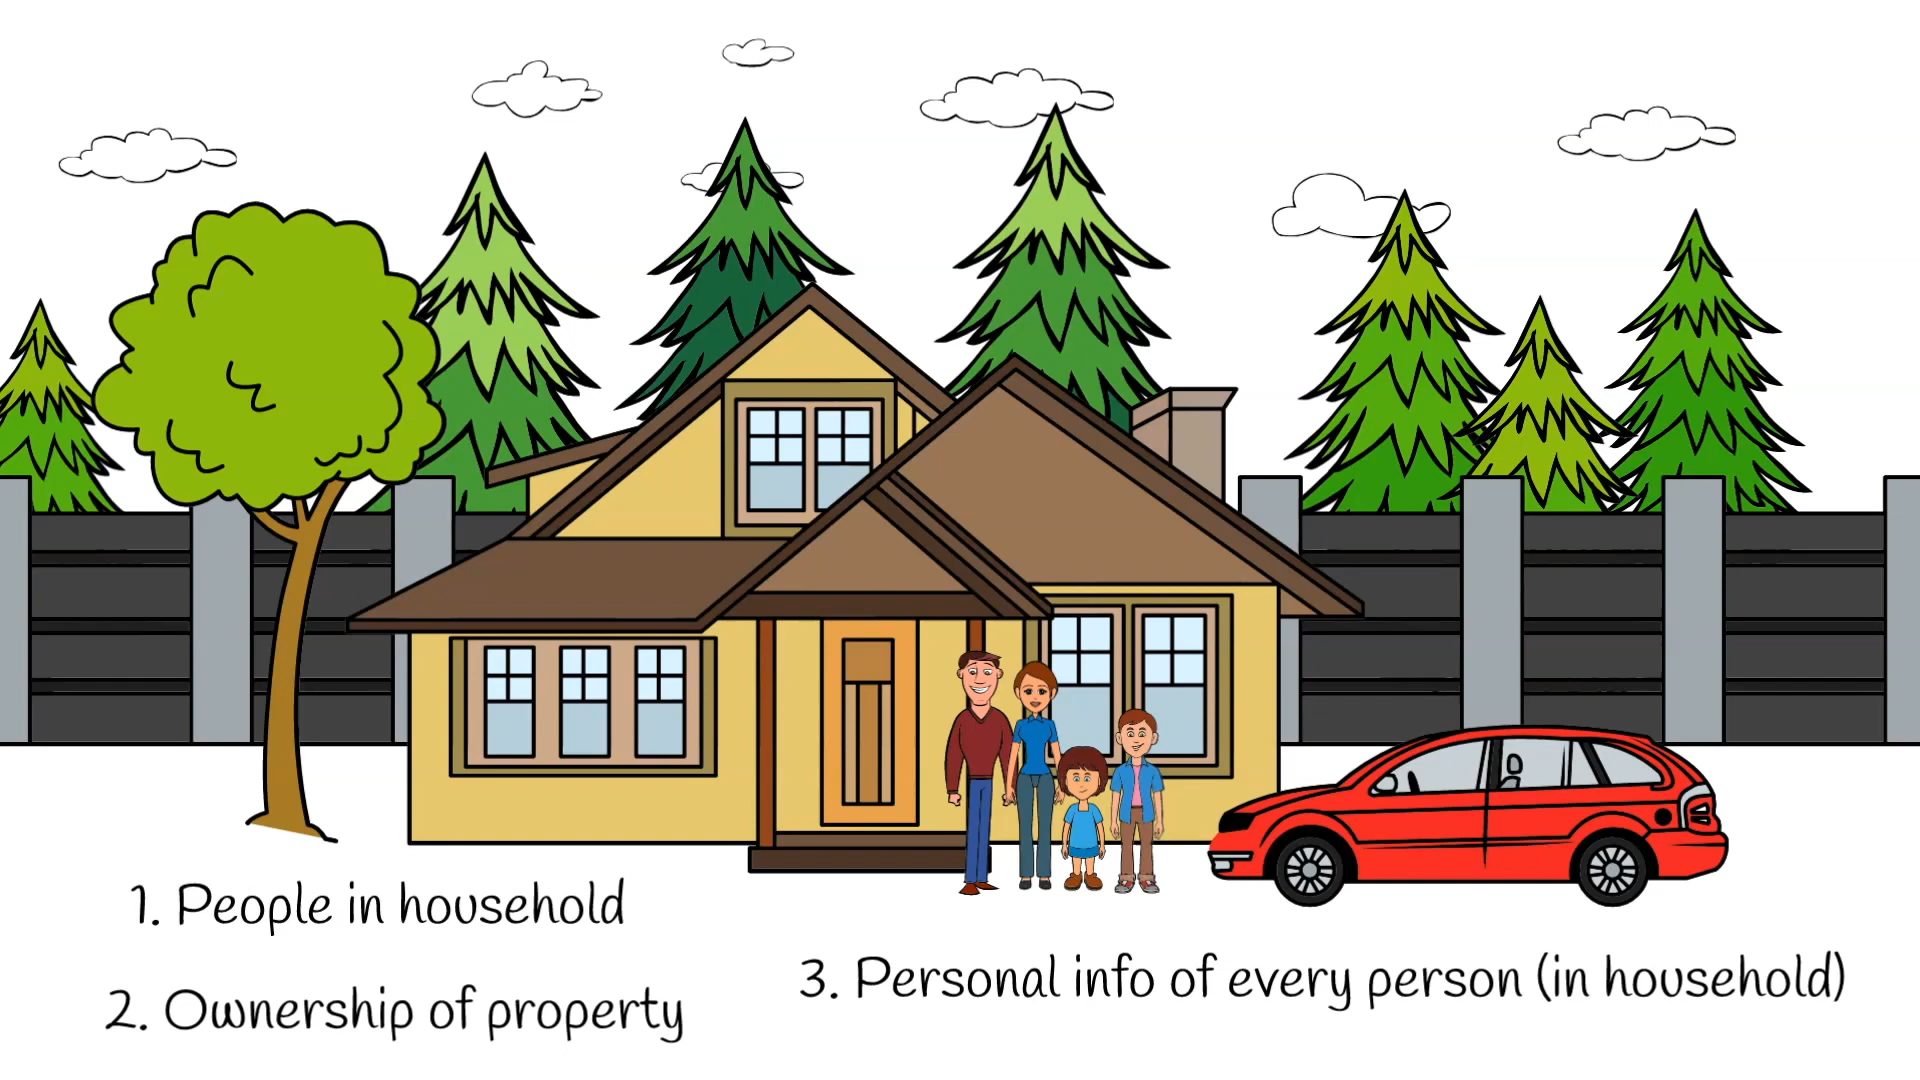 1. People in household
2. Ownership of property
3. Personal info of every person (in household)